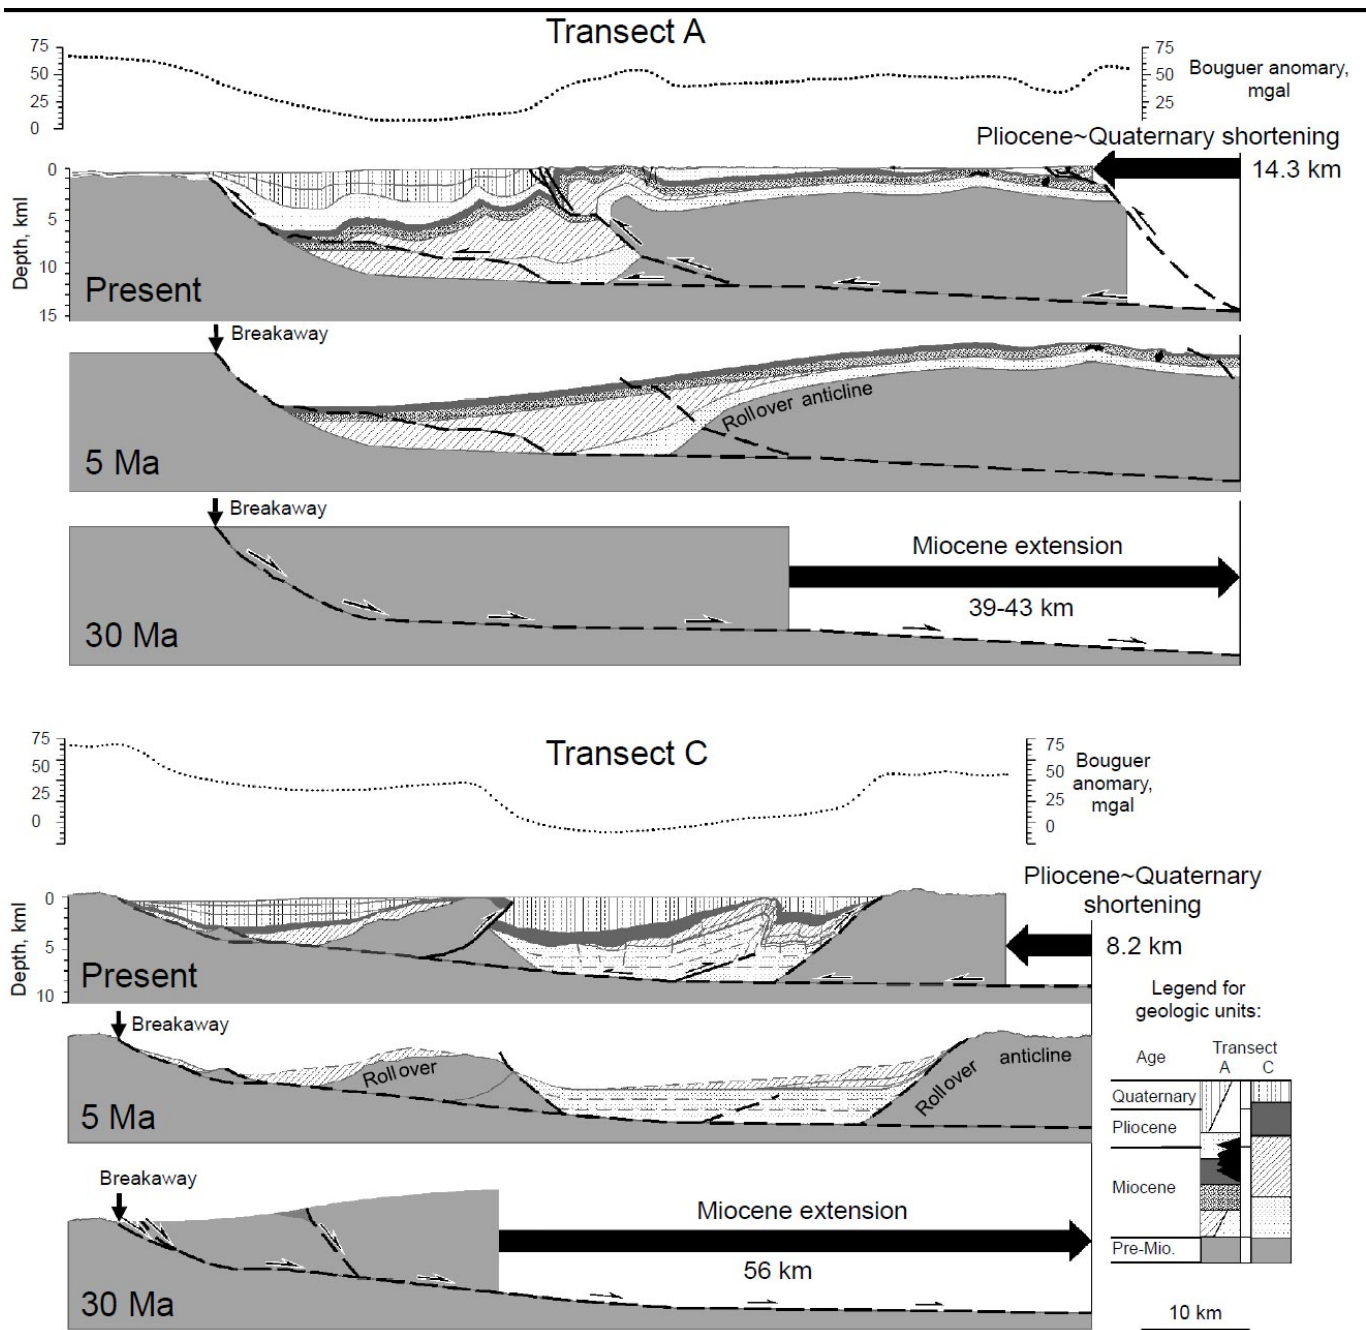 Transect A
75
50
25
0
75
50
25
Bouguer anomary,
mgal
Pliocene~Quaternary shortening
14.3 km
Depth, kml
0
5
10
15
Present
Breakaway
Rollover anticline
5 Ma
Breakaway
Miocene extension
39-43 km
30 Ma
Transect C
75
50
25
0
75
50
25
0
Bouguer
anomary,
mgal
Pliocene~Quaternary
shortening
8.2 km
Depth, kml
0
5
10
Present
Breakaway
Rollover
Rollover anticline
5 Ma
Breakaway
Miocene extension
56 km
30 Ma
Legend for
geologic units:
Age Transect
A C
Quaternary
Pliocene
Miocene
Pre-Mio.
10 km